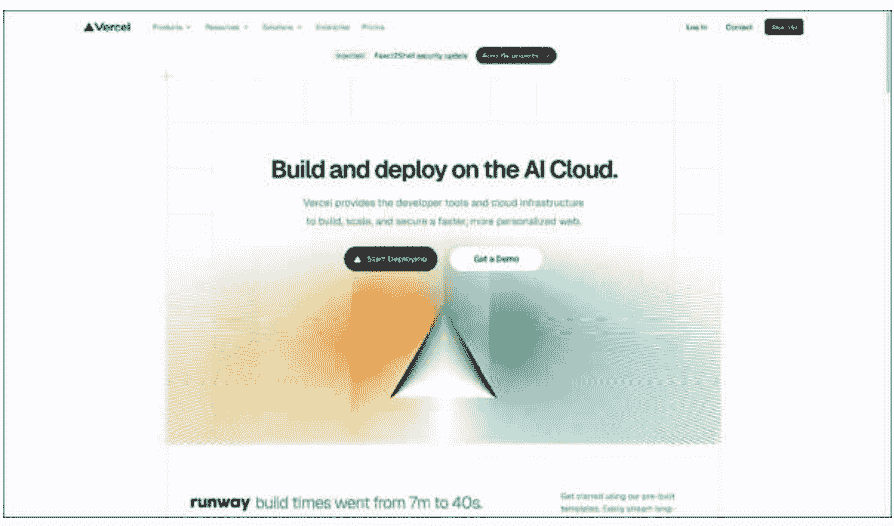 Vercel Products Resources Solutions Enterprise Pricing Log In Contact Sign Up
React2Shell security update
Build and deploy on the AI Cloud.
Vercel provides the developer tools and cloud infrastructure
to build, scale, and secure a faster, more personalized web.
Start Deploying Get a Demo
runway build times went from 7m to 40s.
Get started using our pre-built
templates. Easily stream long-